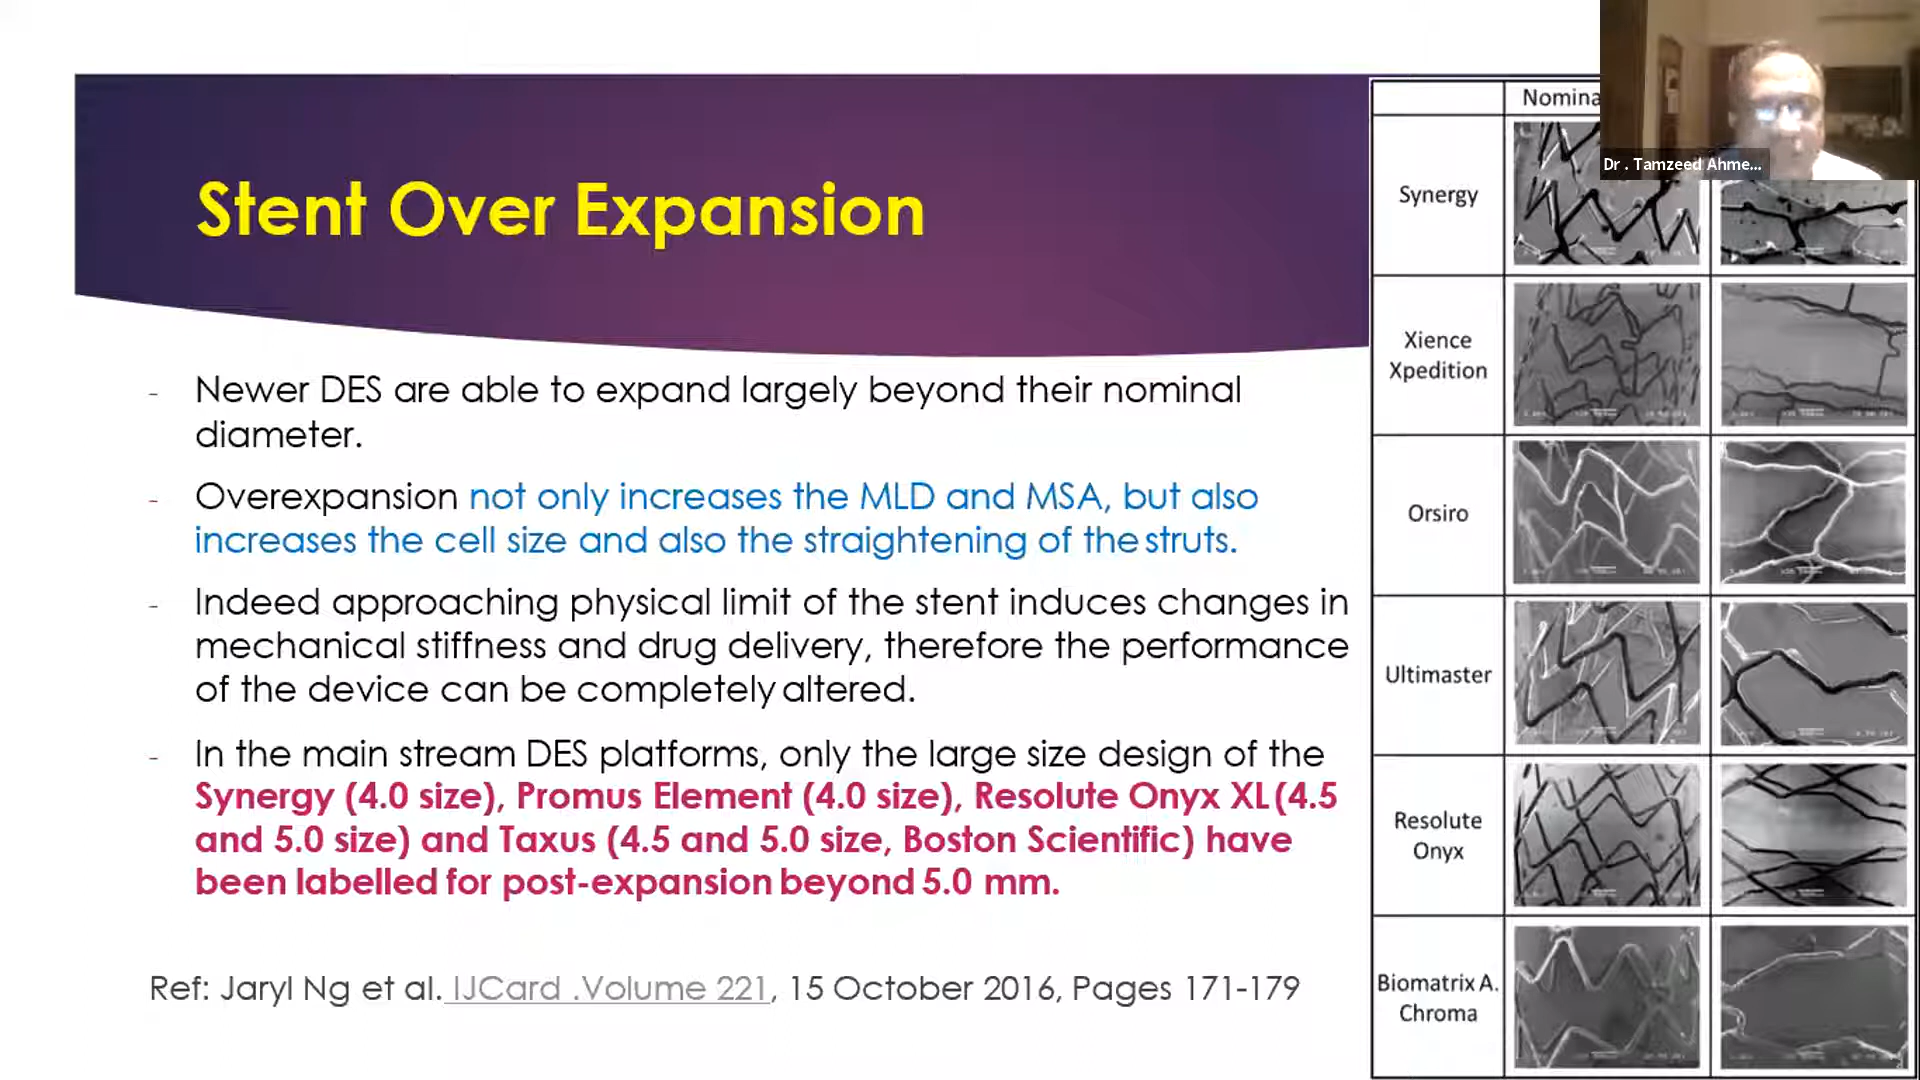 Nomina
Dr . Tamzeed Ahme...
Stent Over Expansion
- Newer DES are able to expand largely beyond their nominal
diameter.
- Overexpansion not only increases the MLD and MSA, but also
increases the cell size and also the straightening of the struts.
- Indeed approaching physical limit of the stent induces changes in
mechanical stiffness and drug delivery, therefore the performance
of the device can be completely altered.
- In the main stream DES platforms, only the large size design of the
Synergy (4.0 size), Promus Element (4.0 size), Resolute Onyx XL (4.5
and 5.0 size) and Taxus (4.5 and 5.0 size, Boston Scientific) have
been labelled for post-expansion beyond 5.0 mm.
Ref: Jaryl Ng et al. IJCard .Volume 221, 15 October 2016, Pages 171-179
Synergy
Xience
Xpedition
Orsiro
Ultimaster
Resolute
Onyx
Biomatrix A.
Chroma